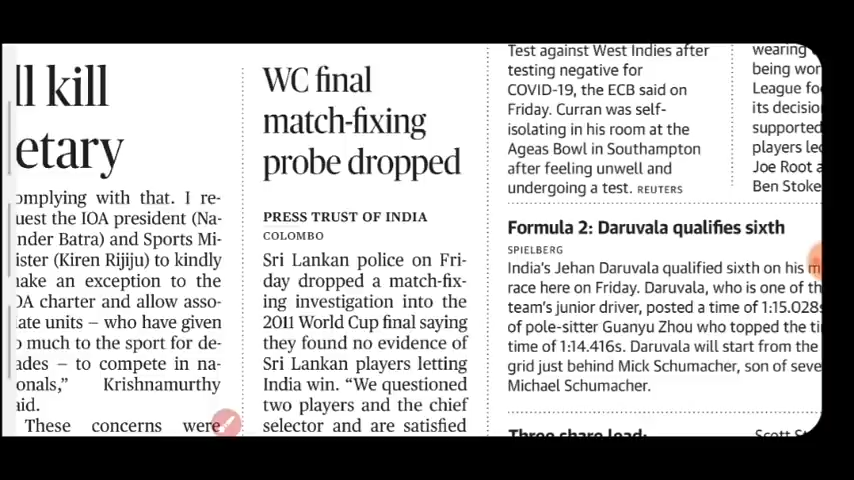 ll kill
etary
omplying with that. I re-
uest the IOA president (Na-
nder Batra) and Sports Mi-
ister (Kiren Rijiju) to kindly
ake an exception to the
OA charter and allow asso-
iate units – who have given
o much to the sport for de-
ades – to compete in na-
onals,” Krishnamurthy
aid.
These concerns were
WC final
match-fixing
probe dropped
PRESS TRUST OF INDIA
COLOMBO
Sri Lankan police on Fri-
day dropped a match-fix-
ing investigation into the
2011 World Cup final saying
they found no evidence of
Sri Lankan players letting
India win. “We questioned
two players and the chief
selector and are satisfied
Test against West Indies after
testing negative for
COVID-19, the ECB said on
Friday. Curran was self-
isolating in his room at the
Ageas Bowl in Southampton
after feeling unwell and
undergoing a test. REUTERS
Formula 2: Daruvala qualifies sixth
SPIELBERG
India’s Jehan Daruvala qualified sixth on his m
race here on Friday. Daruvala, who is one of th
team’s junior driver, posted a time of 1:15.028s
of pole-sitter Guanyu Zhou who topped the ti
time of 1:14.416s. Daruvala will start from the
grid just behind Mick Schumacher, son of seve
Michael Schumacher.
Three share lead:
wearing
being wor
League fo
its decisio
supported
players led
Joe Root a
Ben Stoke
Scott St